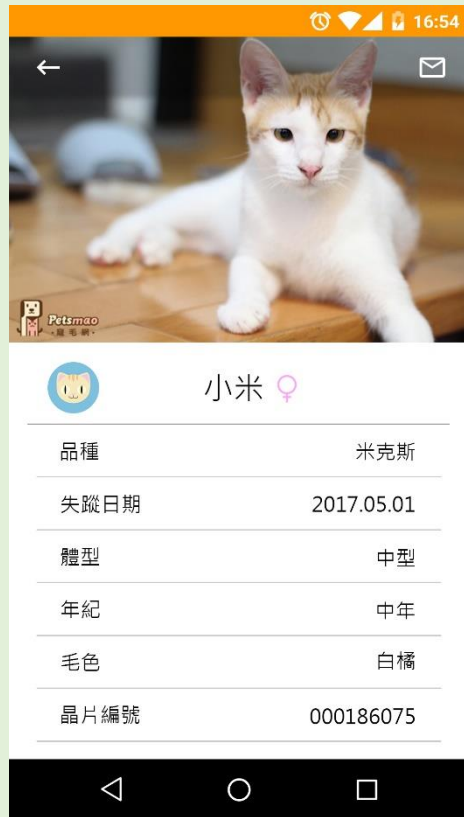 16:54
Petsmao
寵毛網
小米 ♀
品種 米克斯
失蹤日期 2017.05.01
體型 中型
年紀 中年
毛色 白橘
晶片編號 000186075